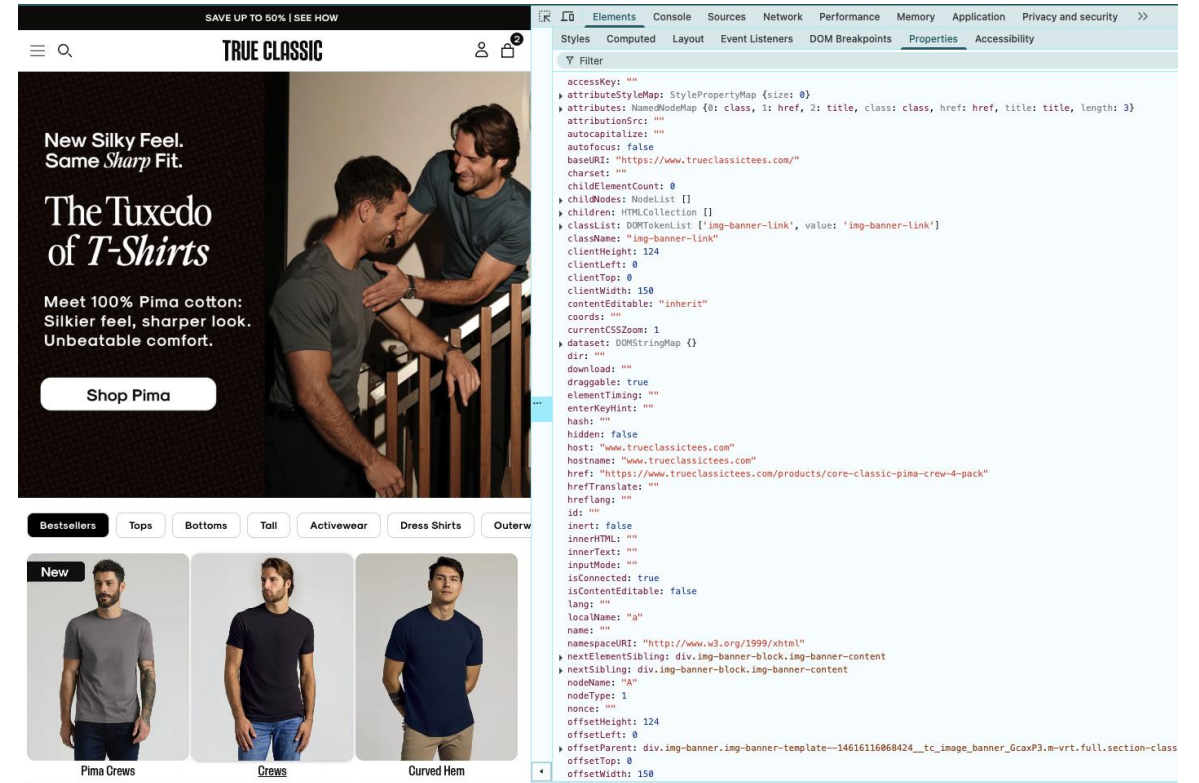 SAVE UP TO 50% | SEE HOW
TRUE CLASSIC
2
New Silky Feel.
Same Sharp Fit.
The Tuxedo
of T-Shirts
Meet 100% Pima cotton:
Silkier feel, sharper look.
Unbeatable comfort.
Shop Pima
Bestsellers Tops Bottoms Tall Activewear Dress Shirts Outerw
New
Pima Crews Crews Curved Hem
Elements Console Sources Network Performance Memory Application Privacy and security >>
Styles Computed Layout Event Listeners DOM Breakpoints Properties Accessibility
Filter
accessKey: ""
attributeStyleMap: StylePropertyMap {size: 0}
attributes: NamedNodeMap {0: class, 1: href, 2: title, class: class, href: href, title: title, length: 3}
attributionSrc: ""
autocapitalize: ""
autofocus: false
baseURI: "https://www.trueclassictees.com/"
charset: ""
childElementCount: 0
childNodes: NodeList []
children: HTMLCollection []
classList: DOMTokenList ['img-banner-link', value: 'img-banner-link']
className: "img-banner-link"
clientHeight: 124
clientLeft: 0
clientTop: 0
clientWidth: 150
contentEditable: "inherit"
coords: ""
currentCSSZoom: 1
dataset: DOMStringMap {}
dir: ""
download: ""
draggable: true
elementTiming: ""
enterKeyHint: ""
hash: ""
hidden: false
host: "www.trueclassictees.com"
hostname: "www.trueclassictees.com"
href: "https://www.trueclassictees.com/products/core-classic-pima-crew-4-pack"
hrefTranslate: ""
hreflang: ""
id: ""
inert: false
innerHTML: ""
innerText: ""
inputMode: ""
isConnected: true
isContentEditable: false
lang: ""
localName: "a"
name: ""
namespaceURI: "http://www.w3.org/1999/xhtml"
nextElementSibling: div.img-banner-block.img-banner-content
nextSibling: div.img-banner-block.img-banner-content
nodeName: "A"
nodeType: 1
nonce: ""
offsetHeight: 124
offsetLeft: 0
offsetParent: div.img-banner.img-banner-template--14616116068424__tc_image_banner_GcaxP3.m-vrt.full.section-class
offsetTop: 0
offsetWidth: 150